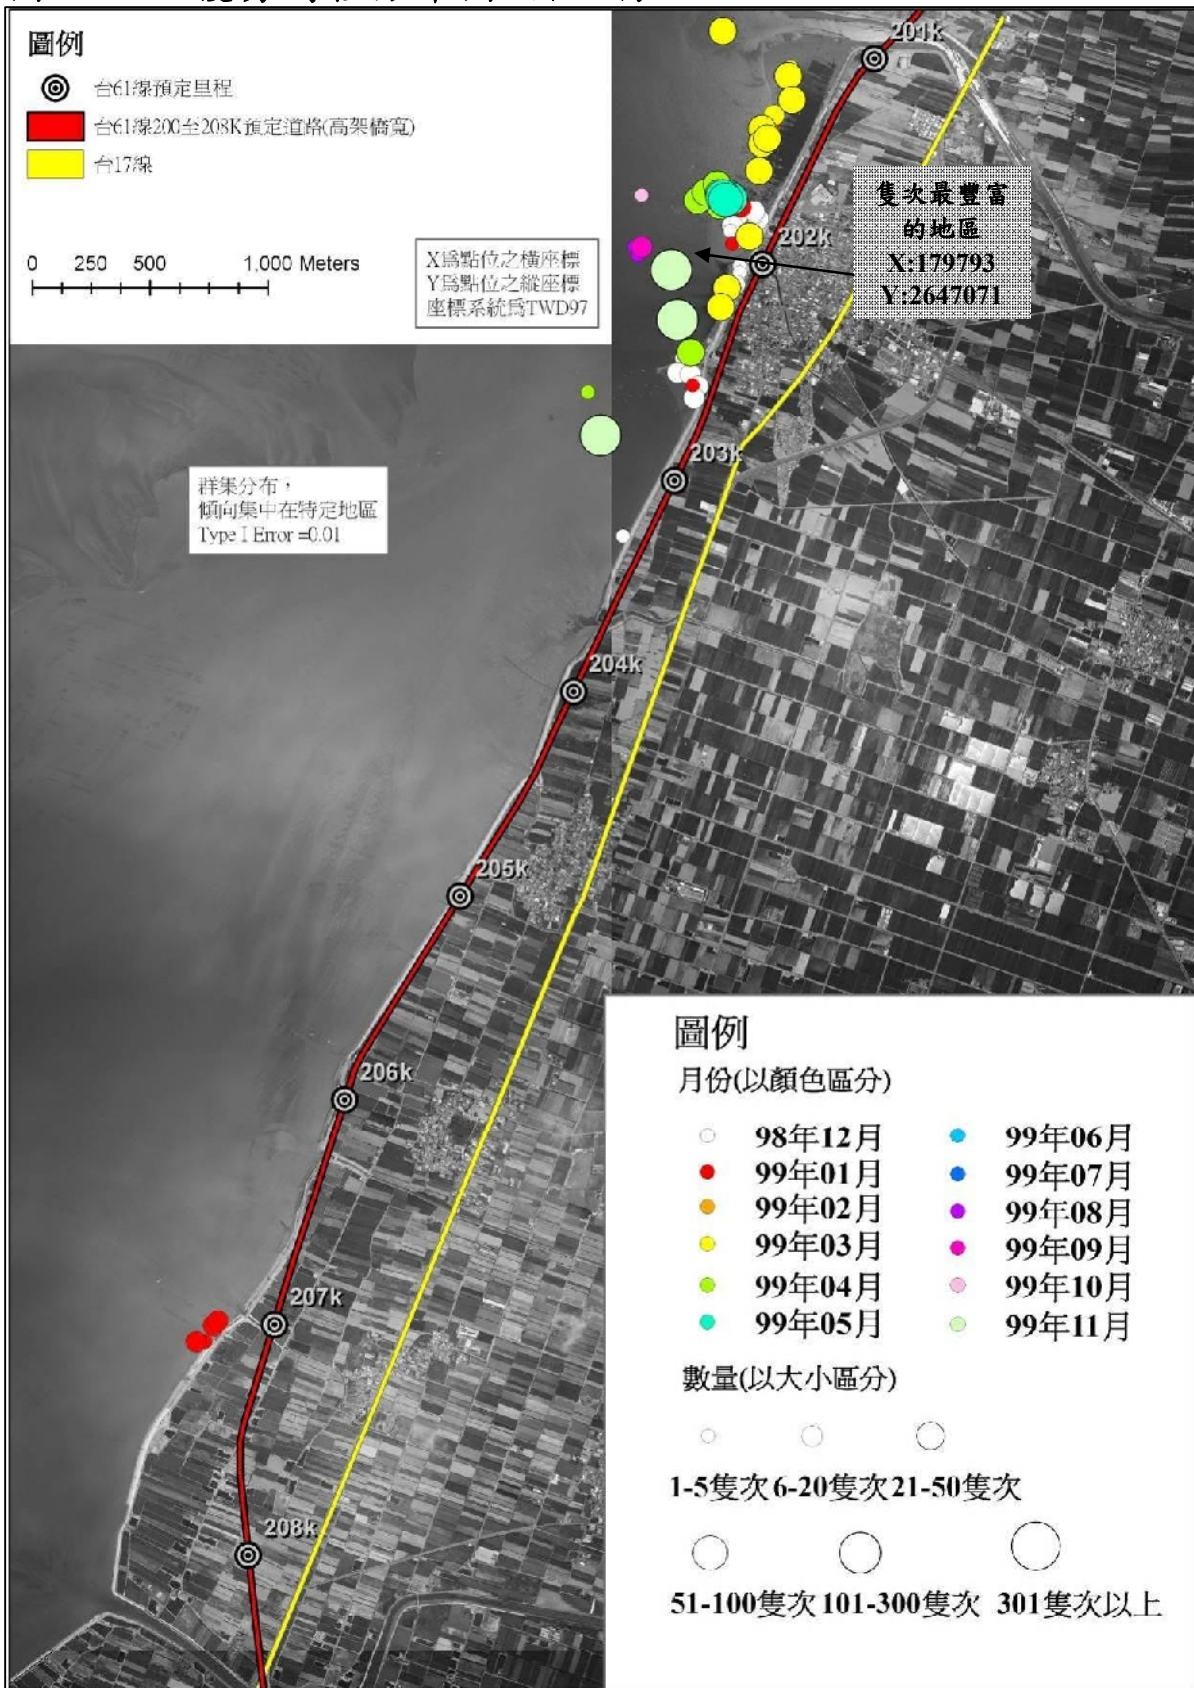 圖例
台61線預定里程
台61線200至208K預定道路(高架橋寬)
台17線
0 250 500 1,000 Meters
X爲點位之橫座標
Y爲點位之縱座標
座標系統爲TWD97
201k
隻次最豐富
的地區
X:179793
Y:2647071
202k
203k
群集分布，
傾向集中在特定地區
Type I Error =0.01
204k
205k
206k
207k
208k
圖例
月份(以顏色區分)
98年12月 99年06月
99年01月 99年07月
99年02月 99年08月
99年03月 99年09月
99年04月 99年10月
99年05月 99年11月
數量(以大小區分)
1-5隻次 6-20隻次 21-50隻次
51-100隻次 101-300隻次 301隻次以上